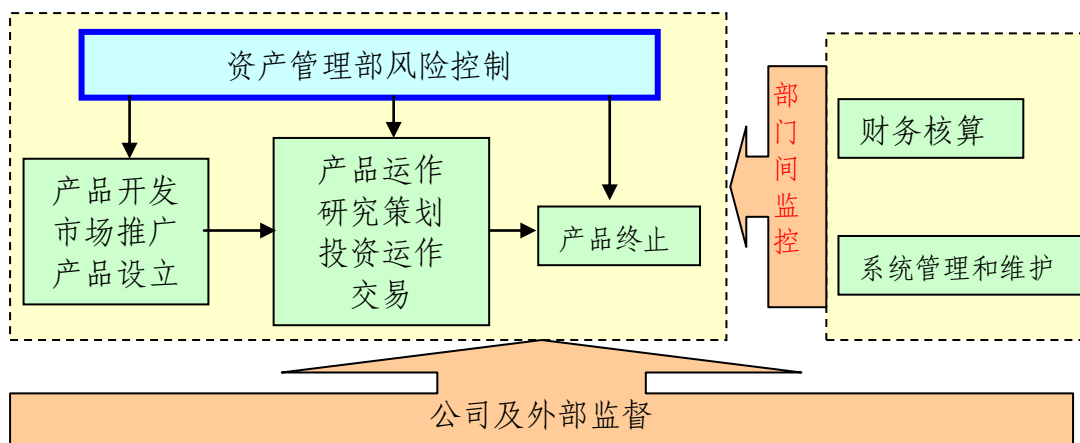 资产管理部风险控制
产品开发
市场推广
产品设立
产品运作
研究策划
投资运作
交易
产品终止
部
门
间
监
控
财务核算
系统管理和维护
公司及外部监督